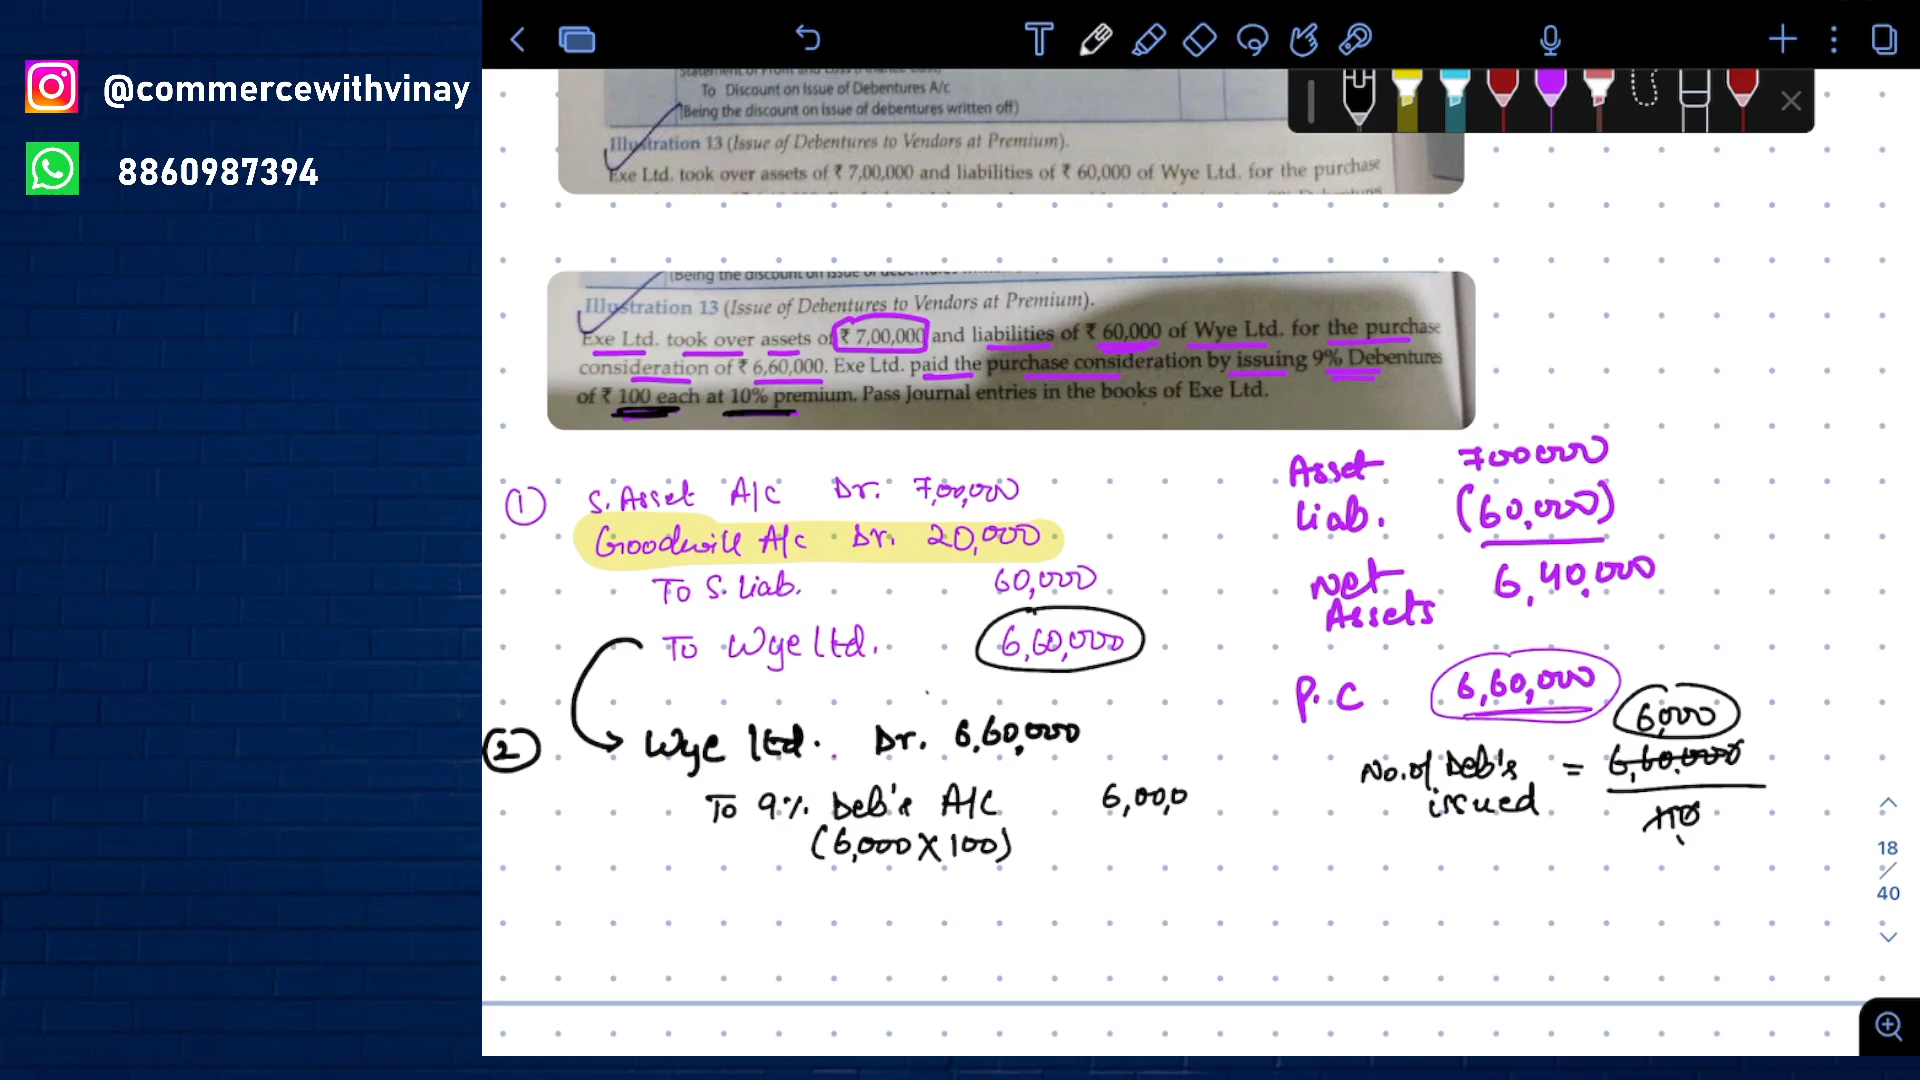 @commercewithvinay
8860987394
To Discount on Issue of Debentures A/c
(Being the discount on issue of debentures written off)
Illustration 13 (Issue of Debentures to Vendors at Premium).
Exe Ltd. took over assets of ₹ 7,00,000 and liabilities of ₹ 60,000 of Wye Ltd. for the purchase
Illustration 13 (Issue of Debentures to Vendors at Premium).
Exe Ltd. took over assets of ₹ 7,00,000 and liabilities of ₹ 60,000 of Wye Ltd. for the purchase
consideration of ₹ 6,60,000. Exe Ltd. paid the purchase consideration by issuing 9% Debentures
of ₹ 100 each at 10% premium. Pass Journal entries in the books of Exe Ltd.
① S. Asset A/c Dr. 7,00,000
Goodwill A/c Dr. 20,000
To S. Liab. 60,000
To Wye Ltd. 6,60,000
② Wye Ltd. Dr. 6,60,000
To 9% Deb's A/C 6,00,0
(6,000 X 100)
Asset 700000
Liab. (60,000)
Net Assets 6,40,000
P.C 6,60,000
6,000
No. of Deb's issued = 6,60,000
110
18
/
40